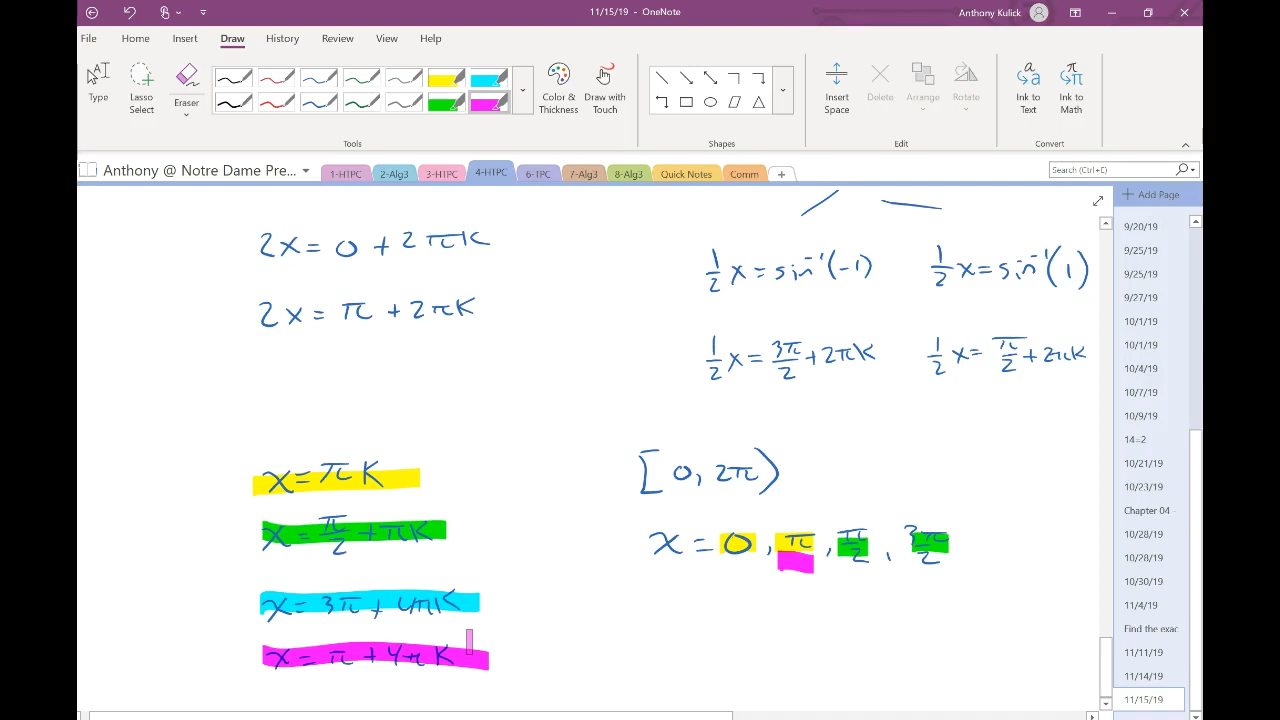 11/15/19 - OneNote
Anthony Kulick
File Home Insert Draw History Review View Help
Type
Lasso Select
Eraser
Color & Thickness
Draw with Touch
Insert Space
Delete
Arrange
Rotate
Ink to Text
Ink to Math
Tools
Shapes
Edit
Convert
Anthony @ Notre Dame Pre...
1-HTPC 2-Alg3 3-HTPC 4-HTPC 6-TPC 7-Alg3 8-Alg3 Quick Notes Comm +
Search (Ctrl+E)
+ Add Page
9/20/19
9/25/19
9/25/19
9/27/19
10/1/19
10/1/19
10/4/19
10/7/19
10/9/19
14=2
10/21/19
10/23/19
Chapter 04 -
10/28/19
10/28/19
10/30/19
11/4/19
Find the exac
11/11/19
11/14/19
11/15/19
2x = 0 + 2πK
2x = π + 2πK
1/2 x = sin⁻¹(-1)
1/2 x = sin⁻¹(1)
1/2 x = 3π/2 + 2πK
1/2 x = π/2 + 2πK
x = πK
x = π/2 + πK
x = 3π + 4πK
x = π + 4πK
[0, 2π)
x = 0, π, π/2, 3π/2